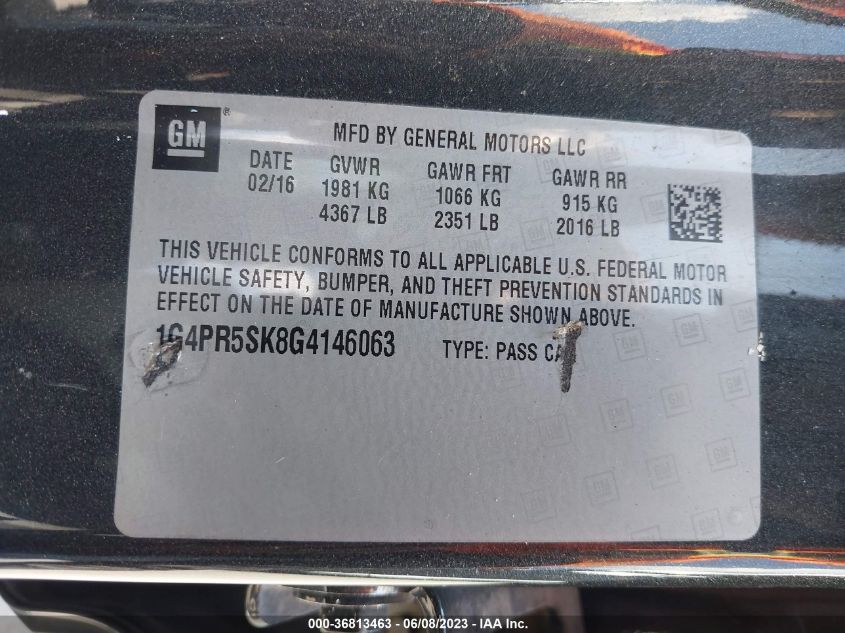 GM®
MFD BY GENERAL MOTORS LLC
DATE GVWR GAWR FRT GAWR RR
02/16 1981 KG 1066 KG 915 KG
4367 LB 2351 LB 2016 LB
THIS VEHICLE CONFORMS TO ALL APPLICABLE U.S. FEDERAL MOTOR
VEHICLE SAFETY, BUMPER, AND THEFT PREVENTION STANDARDS IN
EFFECT ON THE DATE OF MANUFACTURE SHOWN ABOVE.
1G4PR5SK8G4146063 TYPE: PASS
000-36813463 - 06/08/2023 - IAA Inc.